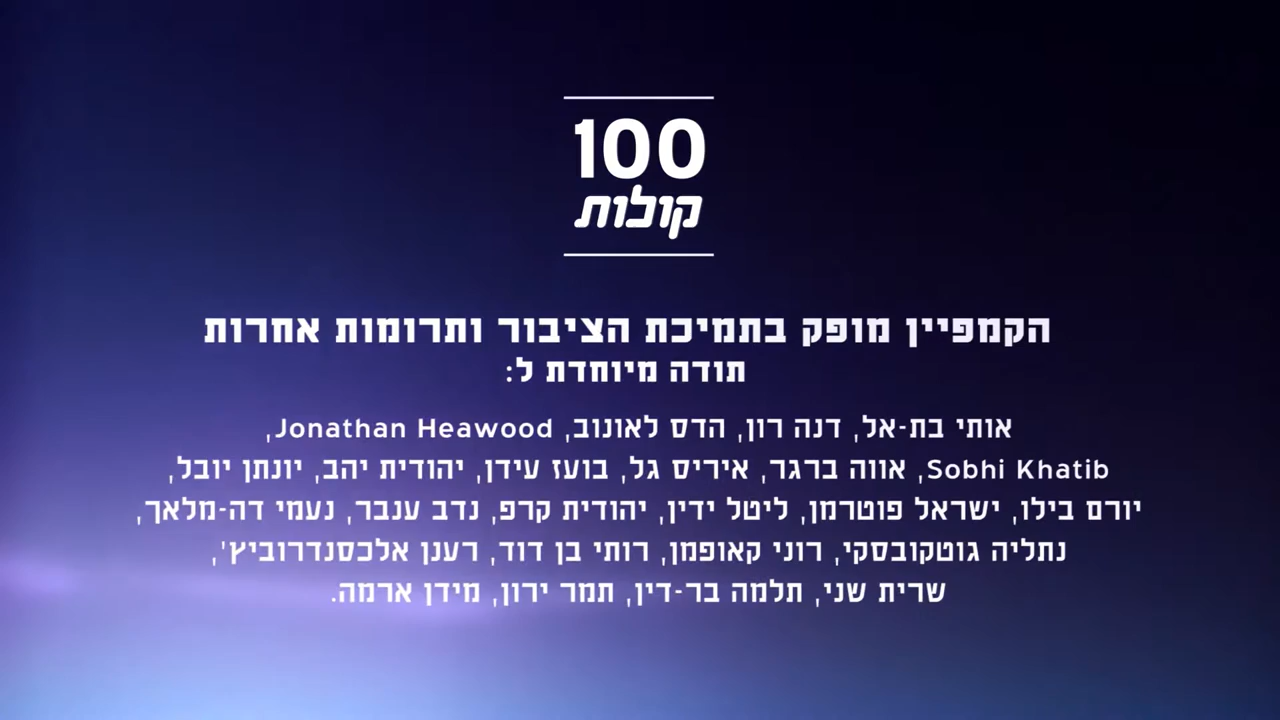 100
קולות
הקמפיין מופק בתמיכת הציבור ותרומות אחרות
תודה מיוחדת ל:
אותי בת-אל, דנה רון, הדס לאונוב, Jonathan Heawood,
Sobhi Khatib, אווה ברגר, איריס גל, בועז עידן, יהודית יהב, יונתן יובל,
יורם בילו, ישראל פוטרמן, ליטל ידין, יהודית קרפ, נדב ענבר, נעמי דה-מלאך,
נתליה גוטקובסקי, רוני קאופמן, רותי בן דוד, רענן אלכסנדרוביץ',
שרית שני, תלמה בר-דין, תמר ירון, מידן ארמה.